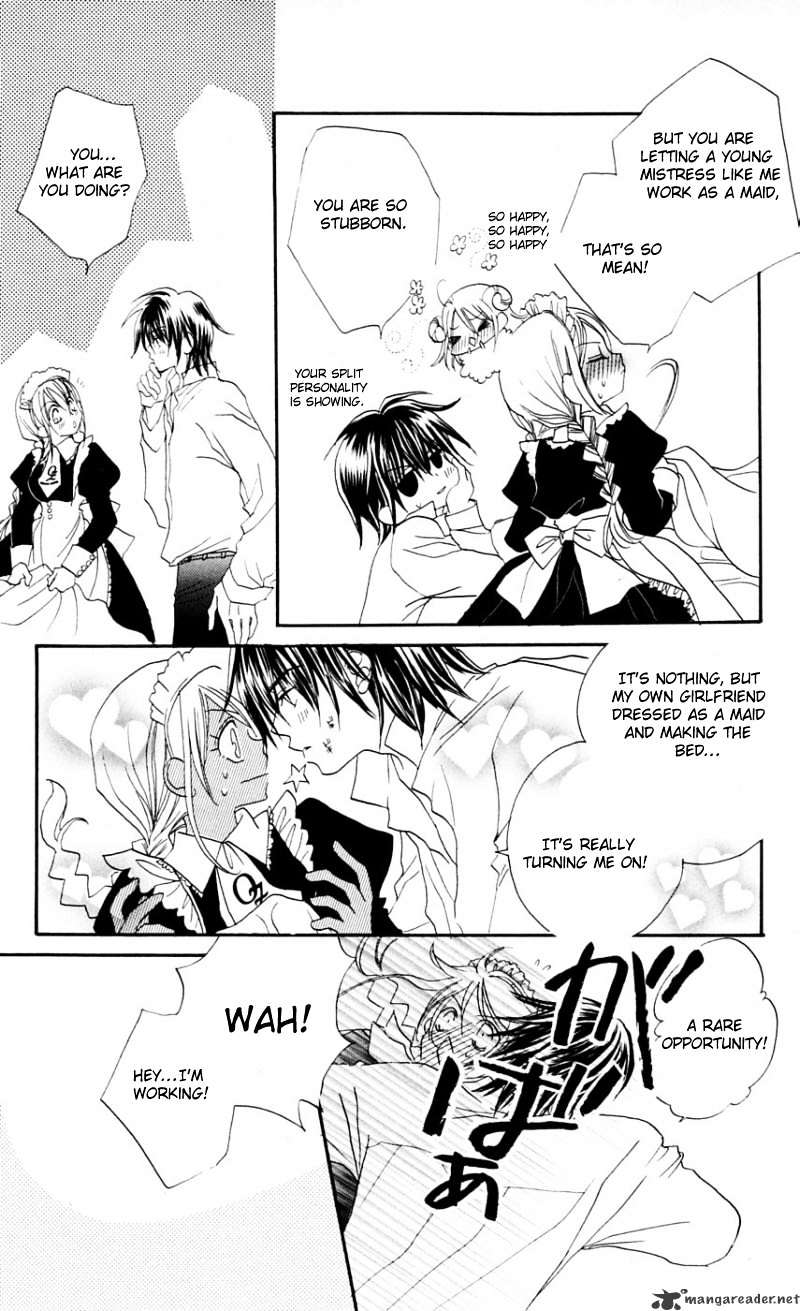 BUT YOU ARE
LETTING A YOUNG
MISTRESS LIKE ME
WORK AS A MAID,
THAT'S SO
MEAN!
SO HAPPY,
SO HAPPY,
SO HAPPY
YOU ARE SO
STUBBORN.
YOUR SPLIT
PERSONALITY
IS SHOWING.
YOU...
WHAT ARE
YOU DOING?
IT'S NOTHING, BUT
MY OWN GIRLFRIEND
DRESSED AS A MAID
AND MAKING THE
BED...
IT'S REALLY
TURNING ME ON!
OZ
A RARE
OPPORTUNITY!
がばぁ
WAH!
HEY...I'M
WORKING!
mangareader.net